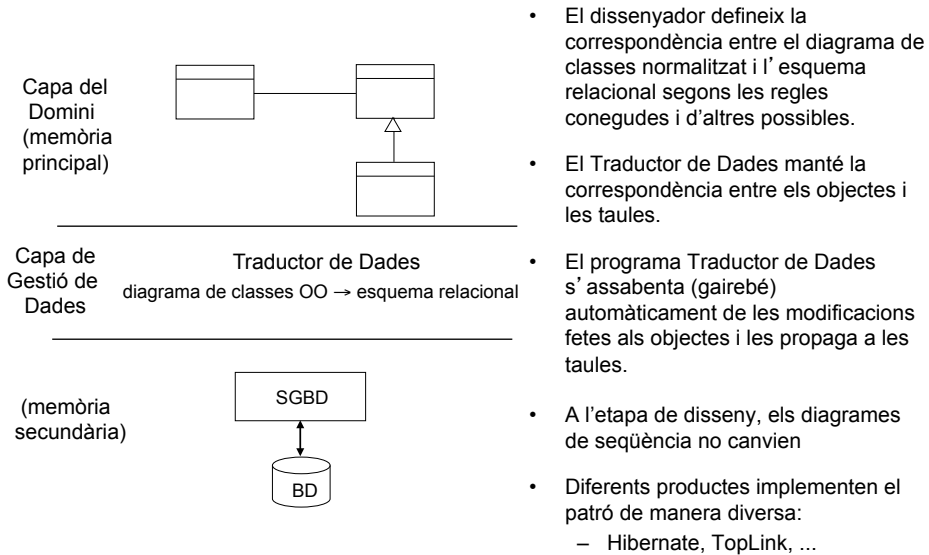 Capa del
Domini
(memòria
principal)
Capa de
Gestió de
Dades
Traductor de Dades
diagrama de classes OO → esquema relacional
(memòria
secundària)
SGBD
BD
• El dissenyador defineix la
correspondència entre el diagrama de
classes normalitzat i l’esquema
relacional segons les regles
conegudes i d’altres possibles.
• El Traductor de Dades manté la
correspondència entre els objectes i
les taules.
• El programa Traductor de Dades
s’assabenta (gairebé)
automàticament de les modificacions
fetes als objectes i les propaga a les
taules.
• A l’etapa de disseny, els diagrames
de seqüència no canvien
• Diferents productes implementen el
patró de manera diversa:
– Hibernate, TopLink, ...